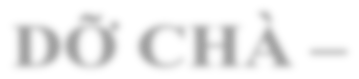 DỠ CHÀ –